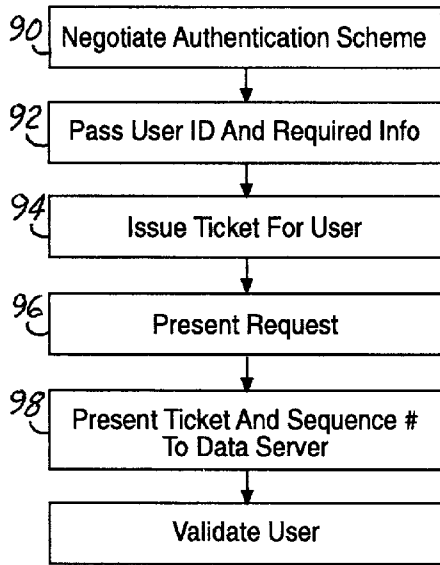 90
Negotiate Authentication Scheme
92
Pass User ID And Required Info
94
Issue Ticket For User
96
Present Request
98
Present Ticket And Sequence #
To Data Server
Validate User